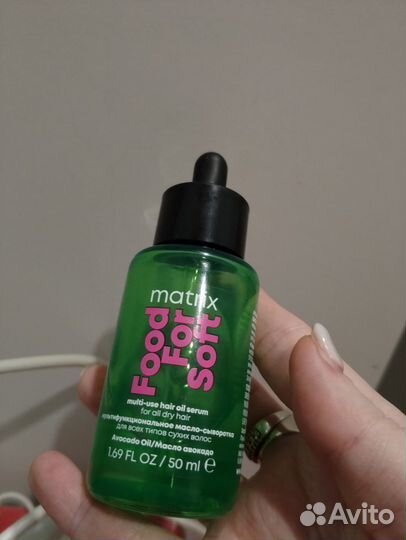 matrix
Food
For
Soft
multi-use hair oil serum
for all dry hair
мультифункциональное масло-сыворотка
для всех типов сухих волос
Avocado Oil/Масло авокадо
1.69 FL OZ / 50 ml e
Avito